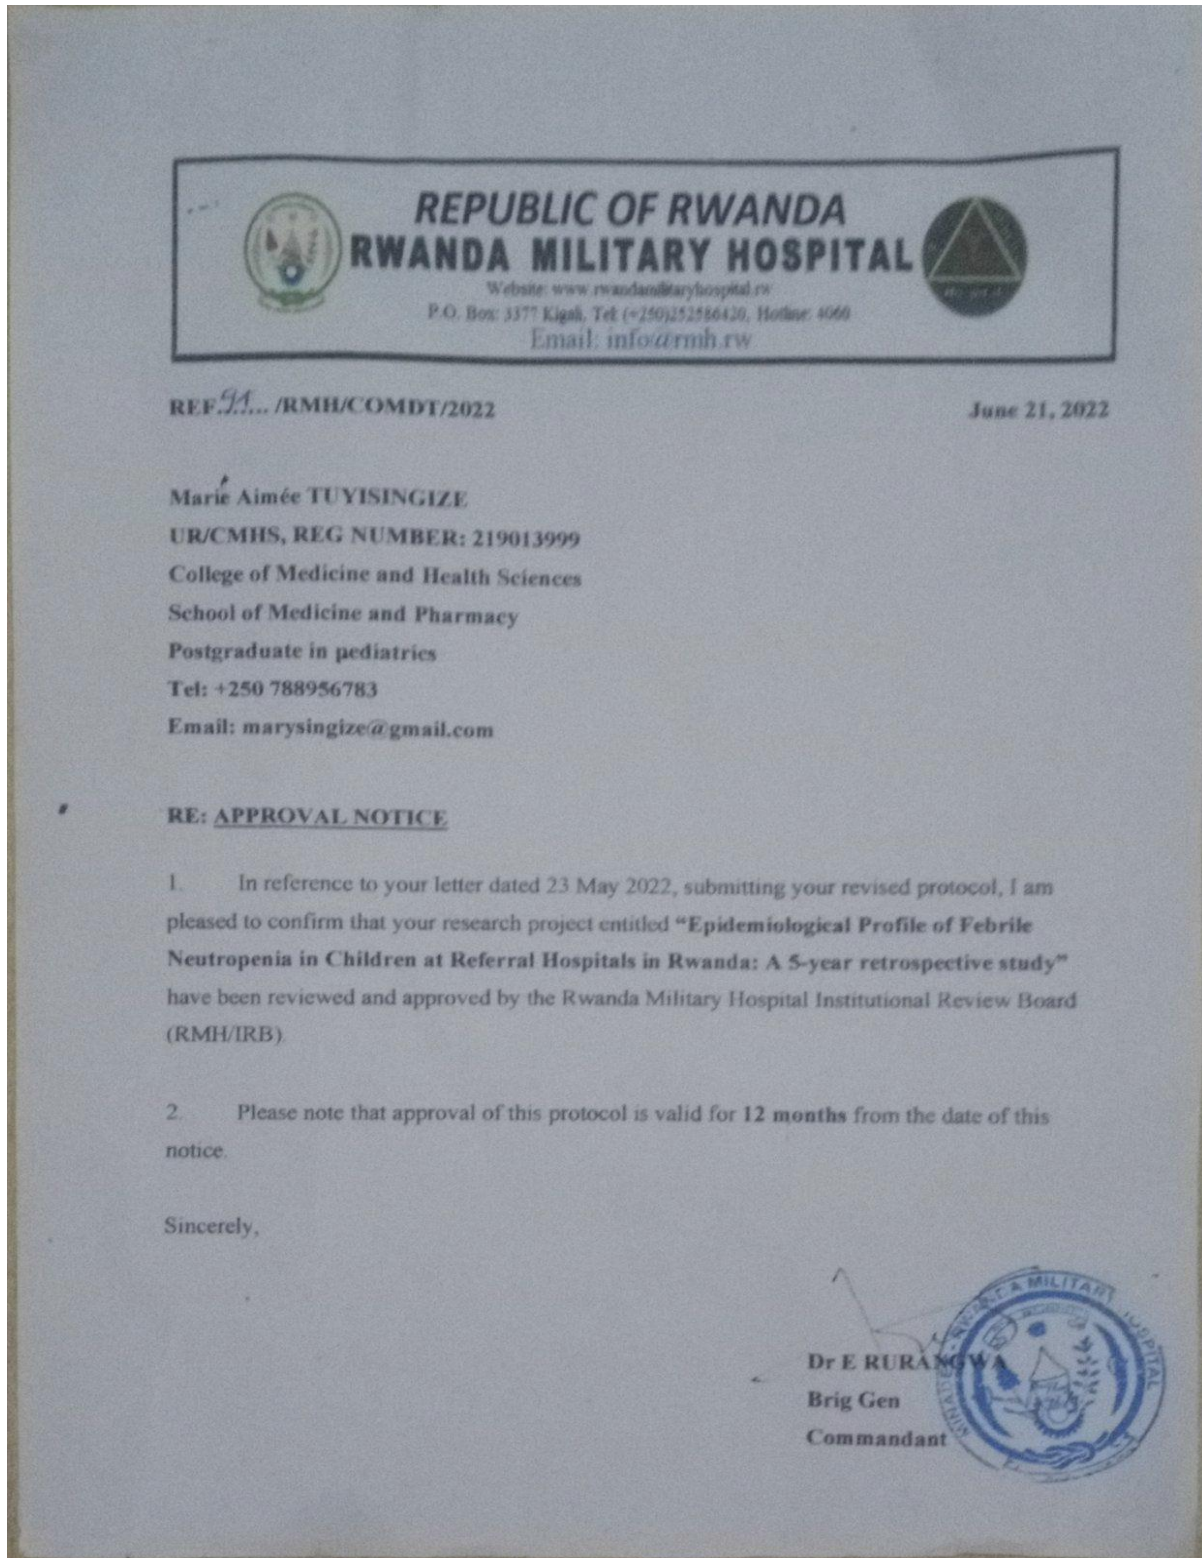 REPUBLIC OF RWANDA
RWANDA MILITARY HOSPITAL
Website: www.rwandamilitaryhospital.rw
P.O. Box: 3377 Kigali, Tel: (+250)252586420, Hotline: 4060
Email: info@rmh.rw
REF...... /RMH/COMDT/2022 June 21, 2022
Marie Aimée TUYISINGIZE
UR/CMHS, REG NUMBER: 219013999
College of Medicine and Health Sciences
School of Medicine and Pharmacy
Postgraduate in pediatrics
Tel: +250 788956783
Email: marysingize@gmail.com
RE: APPROVAL NOTICE
1. In reference to your letter dated 23 May 2022, submitting your revised protocol, I am
pleased to confirm that your research project entitled “Epidemiological Profile of Febrile
Neutropenia in Children at Referral Hospitals in Rwanda: A 5-year retrospective study”
have been reviewed and approved by the Rwanda Military Hospital Institutional Review Board
(RMH/IRB).
2. Please note that approval of this protocol is valid for 12 months from the date of this
notice.
Sincerely,
Dr E RURANGWA
Brig Gen
Commandant
RWANDA MILITARY HOSPITAL